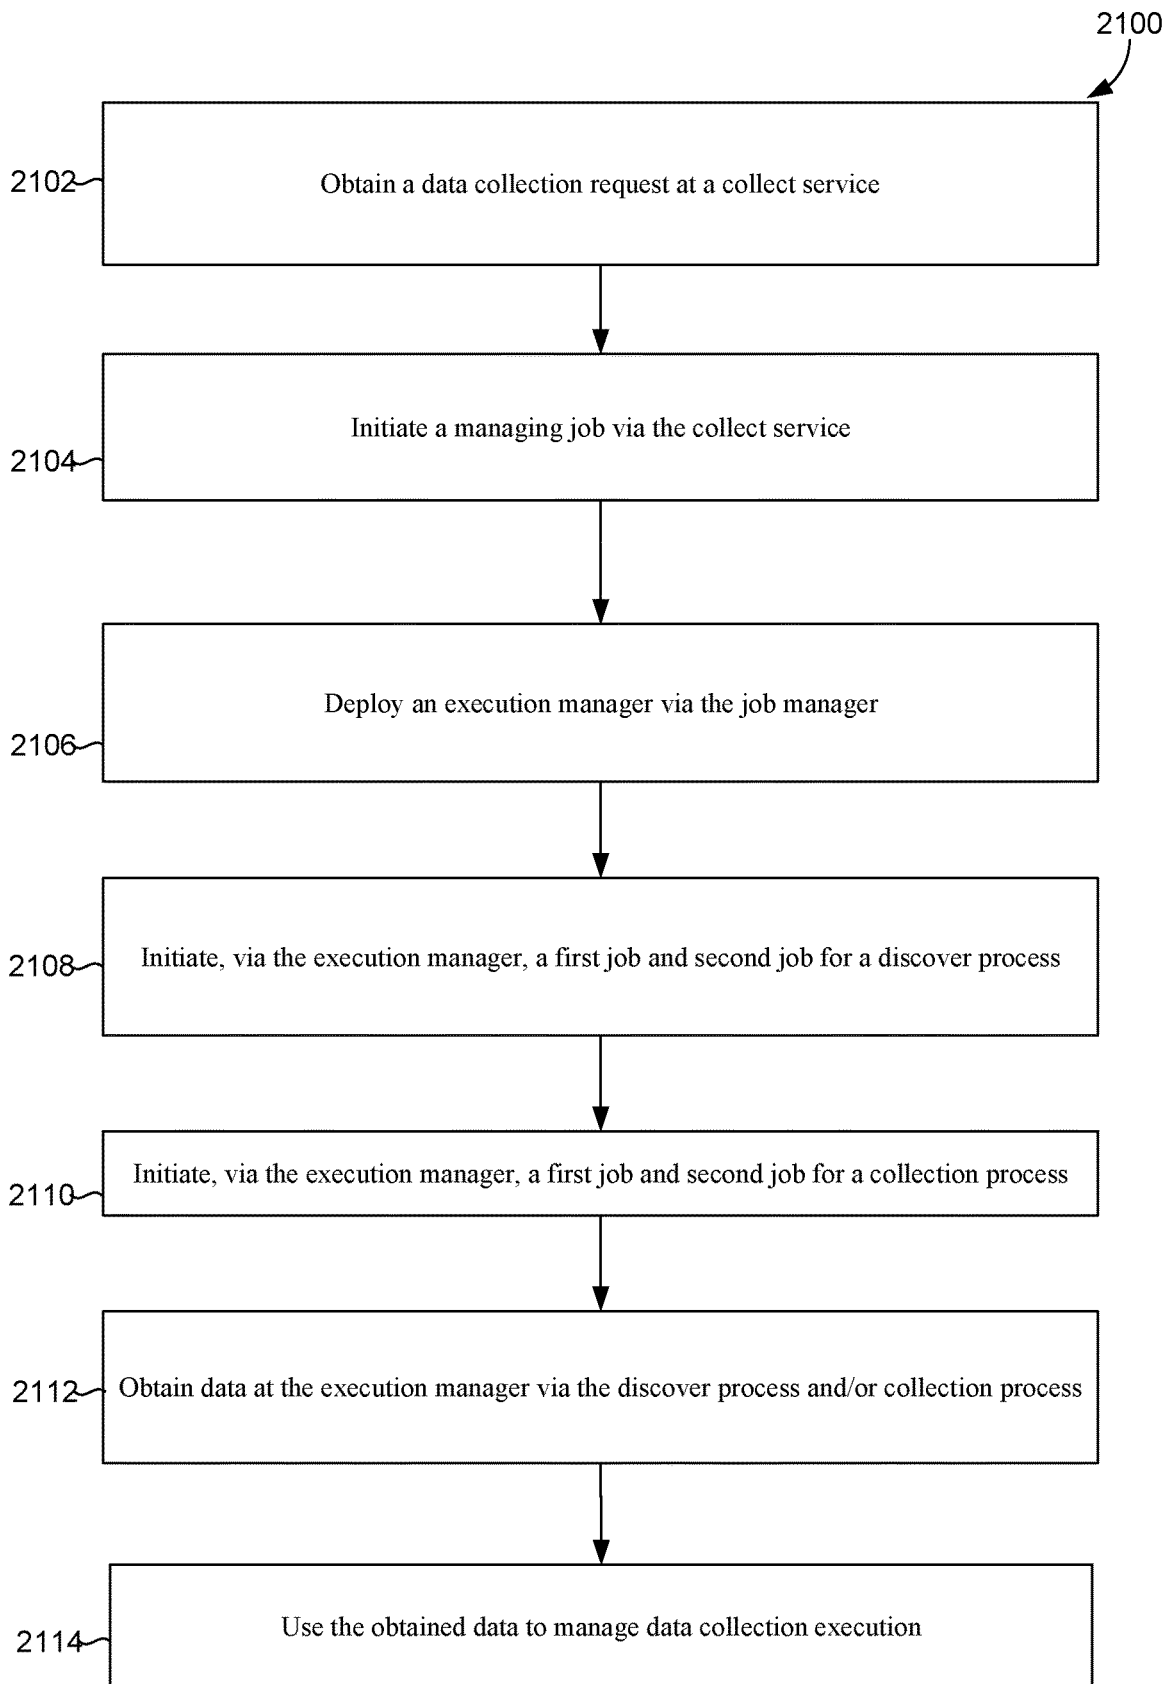 2100
2102
Obtain a data collection request at a collect service
Initiate a managing job via the collect service
2104
Deploy an execution manager via the job manager
2106
Initiate, via the execution manager, a first job and second job for a discover process
2108
Initiate, via the execution manager, a first job and second job for a collection process
2110
Obtain data at the execution manager via the discover process and/or collection process
2112
Use the obtained data to manage data collection execution
2114